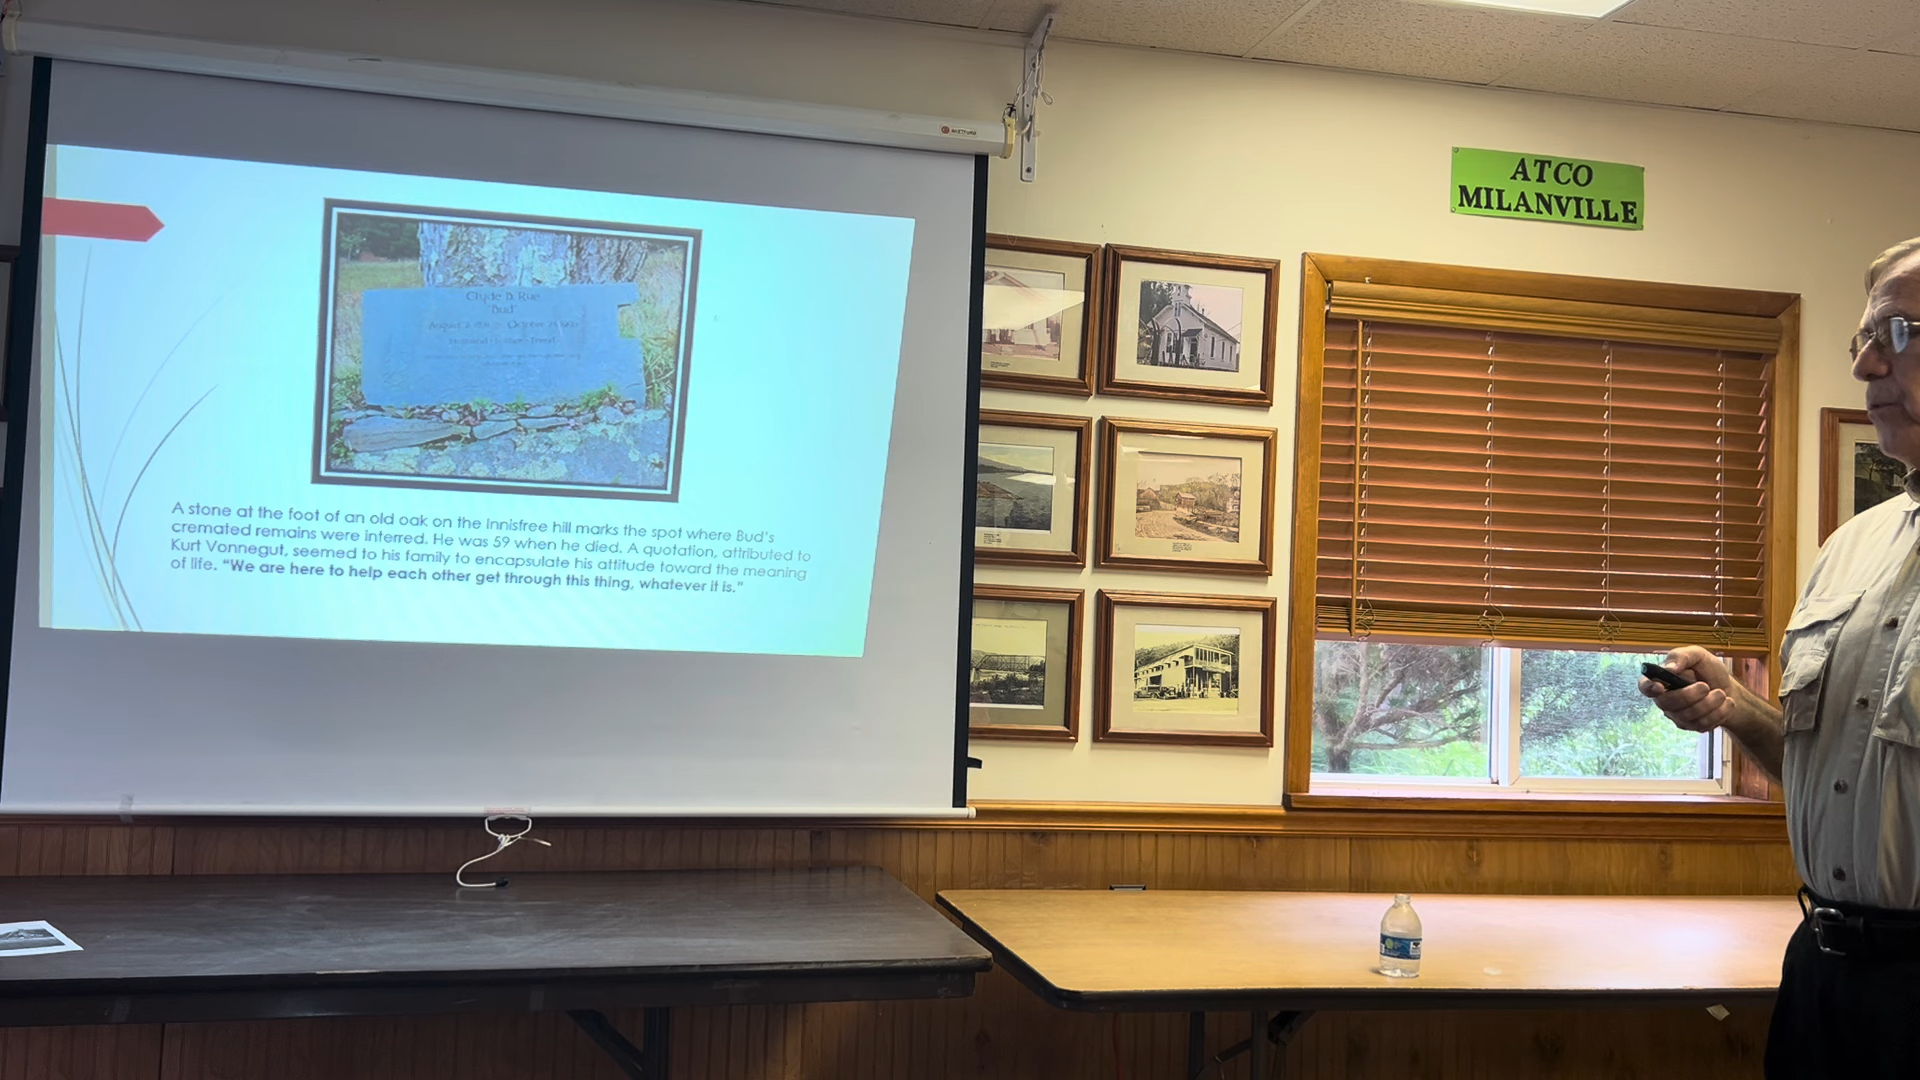 Clyde B. Rue
"Bud"
A stone at the foot of an old oak on the Innisfree hill marks the spot where Bud's
cremated remains were interred. He was 59 when he died. A quotation, attributed to
Kurt Vonnegut, seemed to his family to encapsulate his attitude toward the meaning
of life. "We are here to help each other get through this thing, whatever it is."
ATCO
MILANVILLE